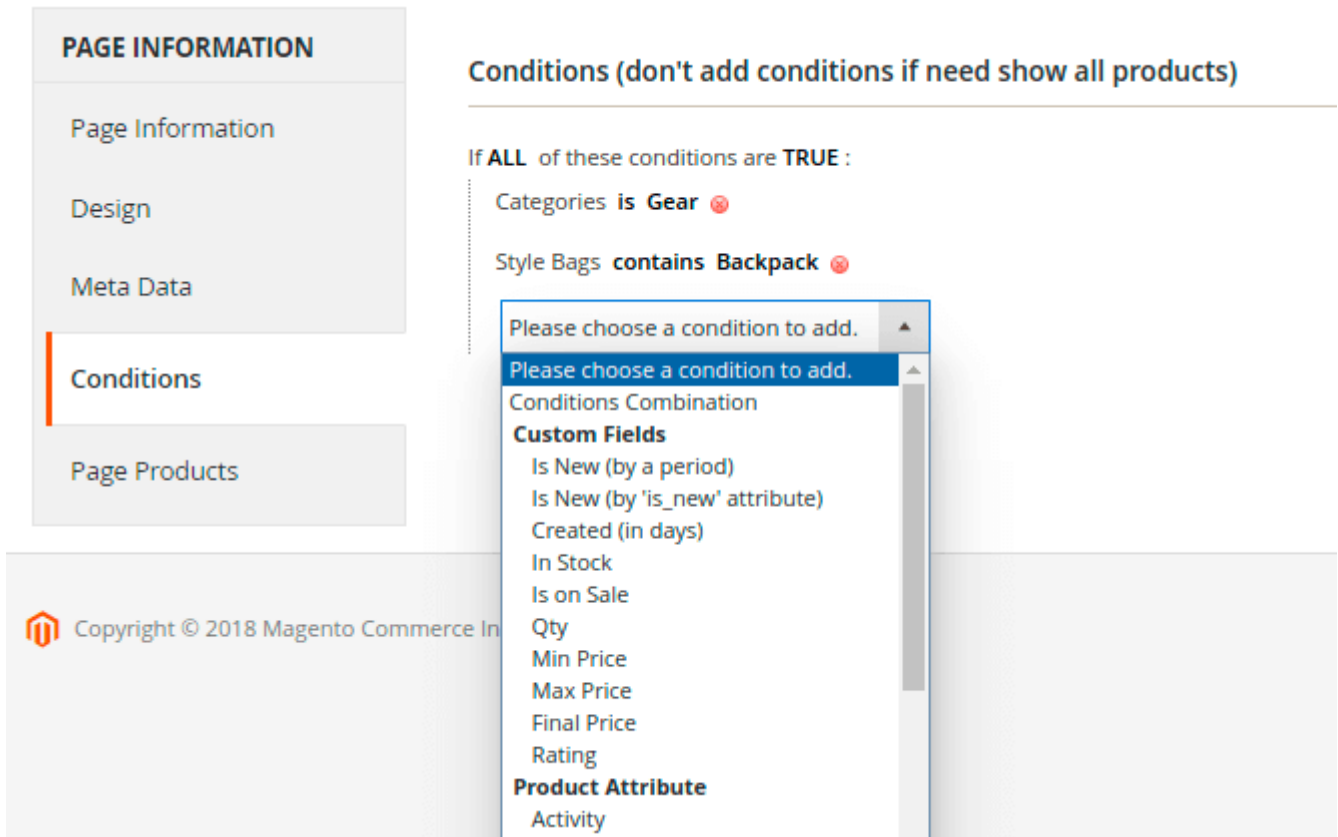 PAGE INFORMATION
Page Information
Design
Meta Data
Conditions
Page Products
Conditions (don't add conditions if need show all products)
If ALL of these conditions are TRUE :
Categories is Gear
Style Bags contains Backpack
Please choose a condition to add.
Please choose a condition to add.
Conditions Combination
Custom Fields
Is New (by a period)
Is New (by 'is_new' attribute)
Created (in days)
In Stock
Is on Sale
Qty
Min Price
Max Price
Final Price
Rating
Product Attribute
Activity
Copyright © 2018 Magento Commerce In